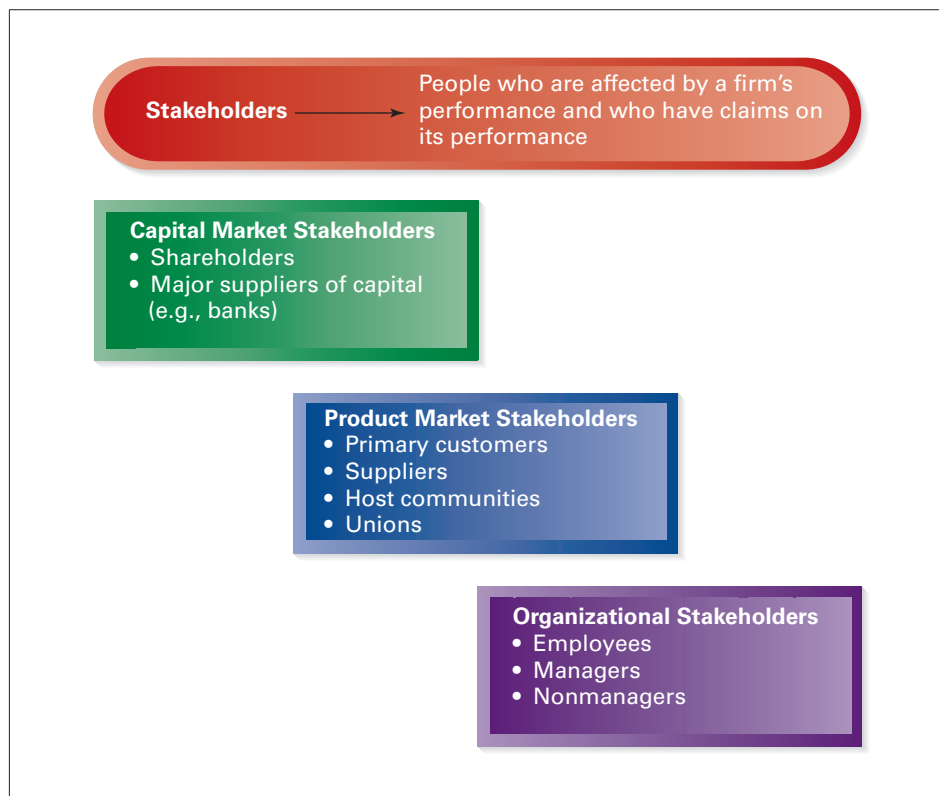 People who are affected by a firm's
Stakeholders performance and who have claims on
its performance
Capital Market Stakeholders
• Shareholders
• Major suppliers of capital
(e.g., banks)
Product Market Stakeholders
• Primary customers
• Suppliers
• Host communities
• Unions
Organizational Stakeholders
• Employees
• Managers
• Nonmanagers